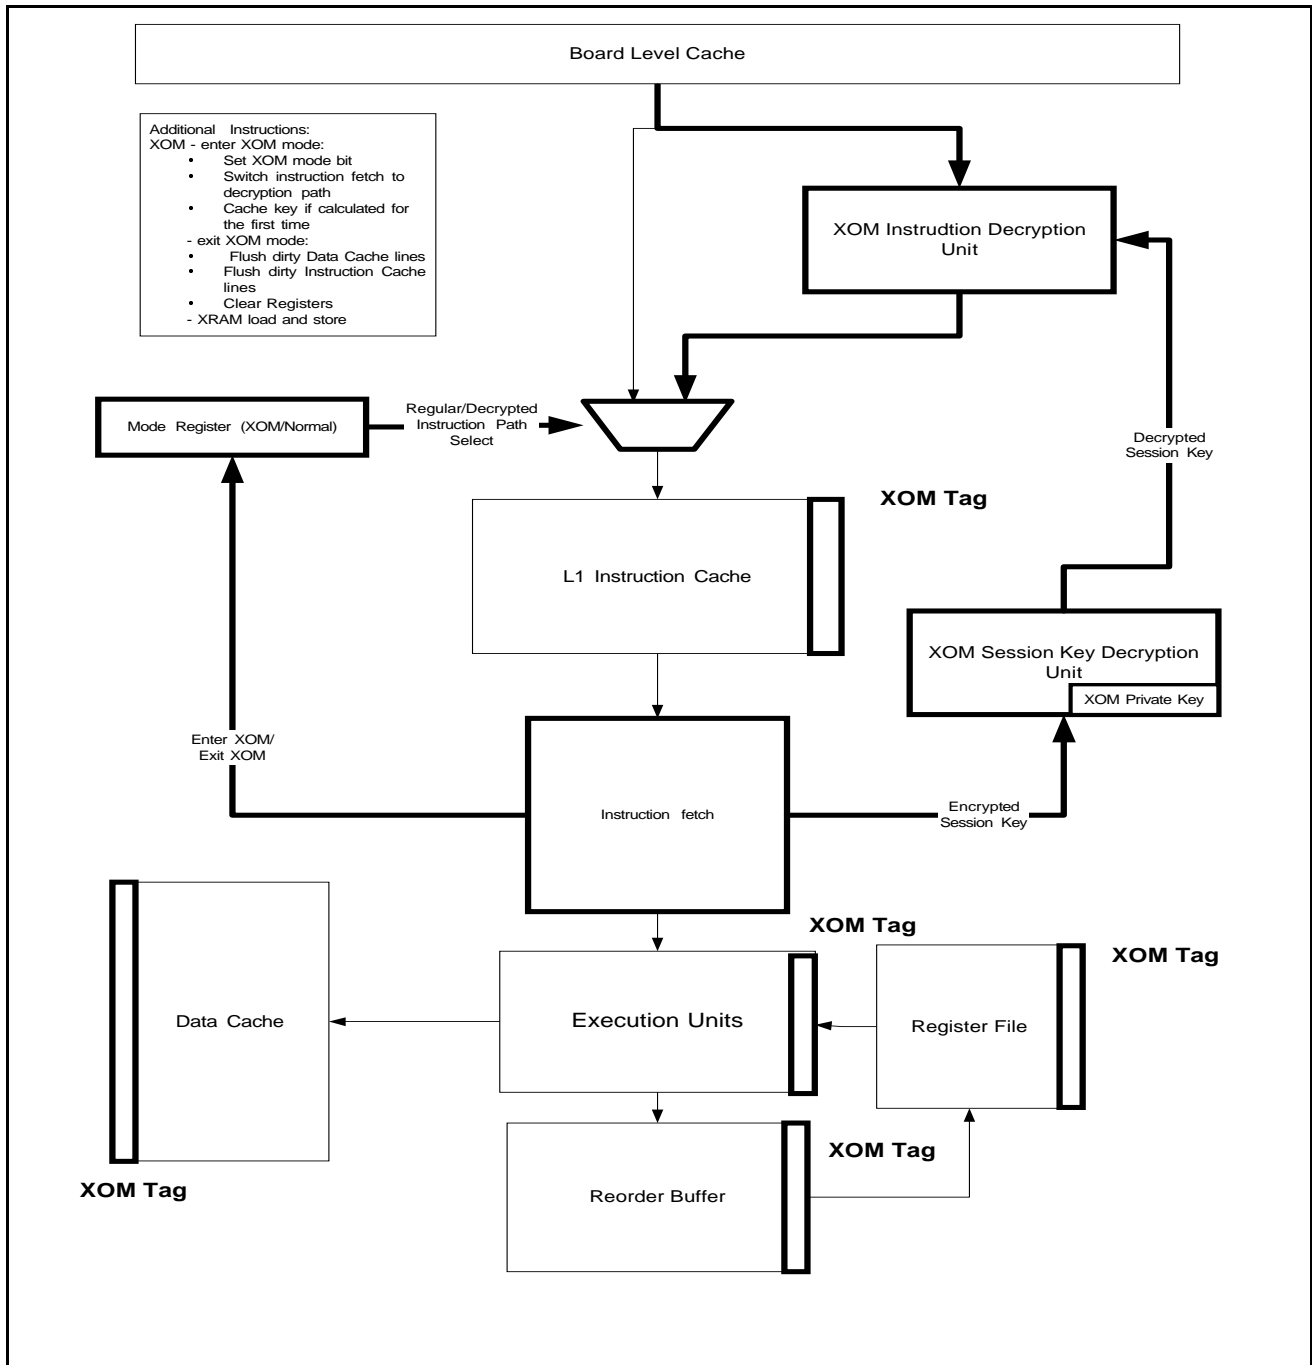 Board Level Cache
Additional Instructions:
XOM - enter XOM mode:
• Set XOM mode bit
• Switch instruction fetch to
decryption path
• Cache key if calculated for
the first time
- exit XOM mode:
• Flush dirty Data Cache lines
• Flush dirty Instruction Cache
lines
• Clear Registers
- XRAM load and store
XOM Instrudtion Decryption
Unit
Mode Register (XOM/Normal)
Regular/Decrypted
Instruction Path
Select
Decrypted
Session Key
XOM Tag
L1 Instruction Cache
XOM Session Key Decryption
Unit
XOM Private Key
Enter XOM/
Exit XOM
Instruction fetch
Encrypted
Session Key
XOM Tag
XOM Tag
Data Cache
Execution Units
Register File
XOM Tag
XOM Tag
Reorder Buffer